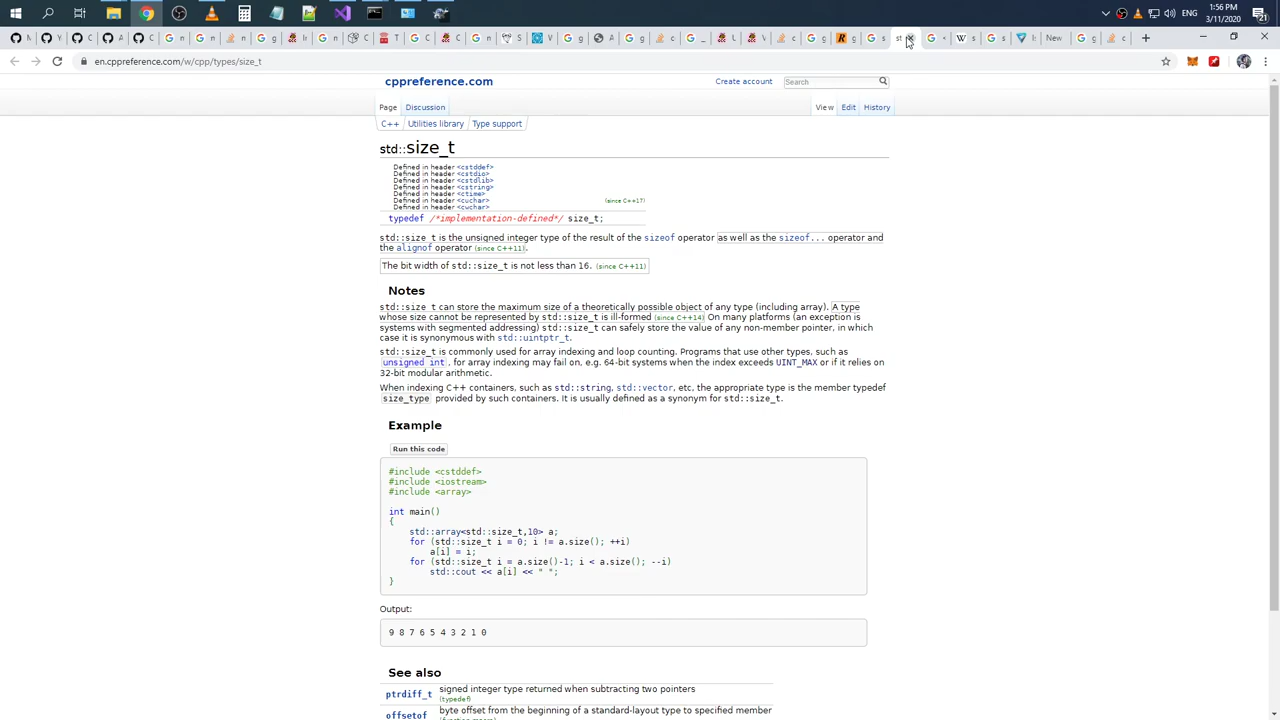 1:56 PM
ENG
3/11/2020
21
New
en.cppreference.com/w/cpp/types/size_t
cppreference.com
Create account
Search
Page
Discussion
View
Edit
History
C++
Utilities library
Type support
std::size_t
Defined in header <cstddef>
Defined in header <cstdio>
Defined in header <cstdlib>
Defined in header <cstring>
Defined in header <ctime>
Defined in header <cuchar> (since C++17)
Defined in header <cwchar>
typedef /*implementation-defined*/ size_t;
std::size_t is the unsigned integer type of the result of the sizeof operator as well as the sizeof... operator and
the alignof operator (since C++11).
The bit width of std::size_t is not less than 16. (since C++11)
Notes
std::size_t can store the maximum size of a theoretically possible object of any type (including array). A type
whose size cannot be represented by std::size_t is ill-formed (since C++14) On many platforms (an exception is
systems with segmented addressing) std::size_t can safely store the value of any non-member pointer, in which
case it is synonymous with std::uintptr_t.
std::size_t is commonly used for array indexing and loop counting. Programs that use other types, such as
unsigned int, for array indexing may fail on, e.g. 64-bit systems when the index exceeds UINT_MAX or if it relies on
32-bit modular arithmetic.
When indexing C++ containers, such as std::string, std::vector, etc, the appropriate type is the member typedef
size_type provided by such containers. It is usually defined as a synonym for std::size_t.
Example
Run this code
#include <cstddef>
#include <iostream>
#include <array>
int main()
{
std::array<std::size_t,10> a;
for (std::size_t i = 0; i != a.size(); ++i)
a[i] = i;
for (std::size_t i = a.size()-1; i < a.size(); --i)
std::cout << a[i] << " ";
}
Output:
9 8 7 6 5 4 3 2 1 0
See also
ptrdiff_t
signed integer type returned when subtracting two pointers
(typedef)
offsetof
byte offset from the beginning of a standard-layout type to specified member